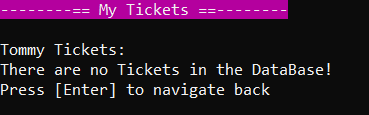 --------== My Tickets ==--------
Tommy Tickets:
There are no Tickets in the DataBase!
Press [Enter] to navigate back